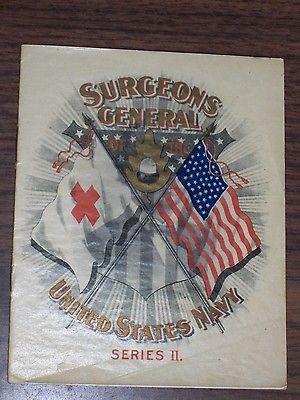 SURGEONS
GENERAL
OF THE
UNITED STATES NAVY
SERIES II.